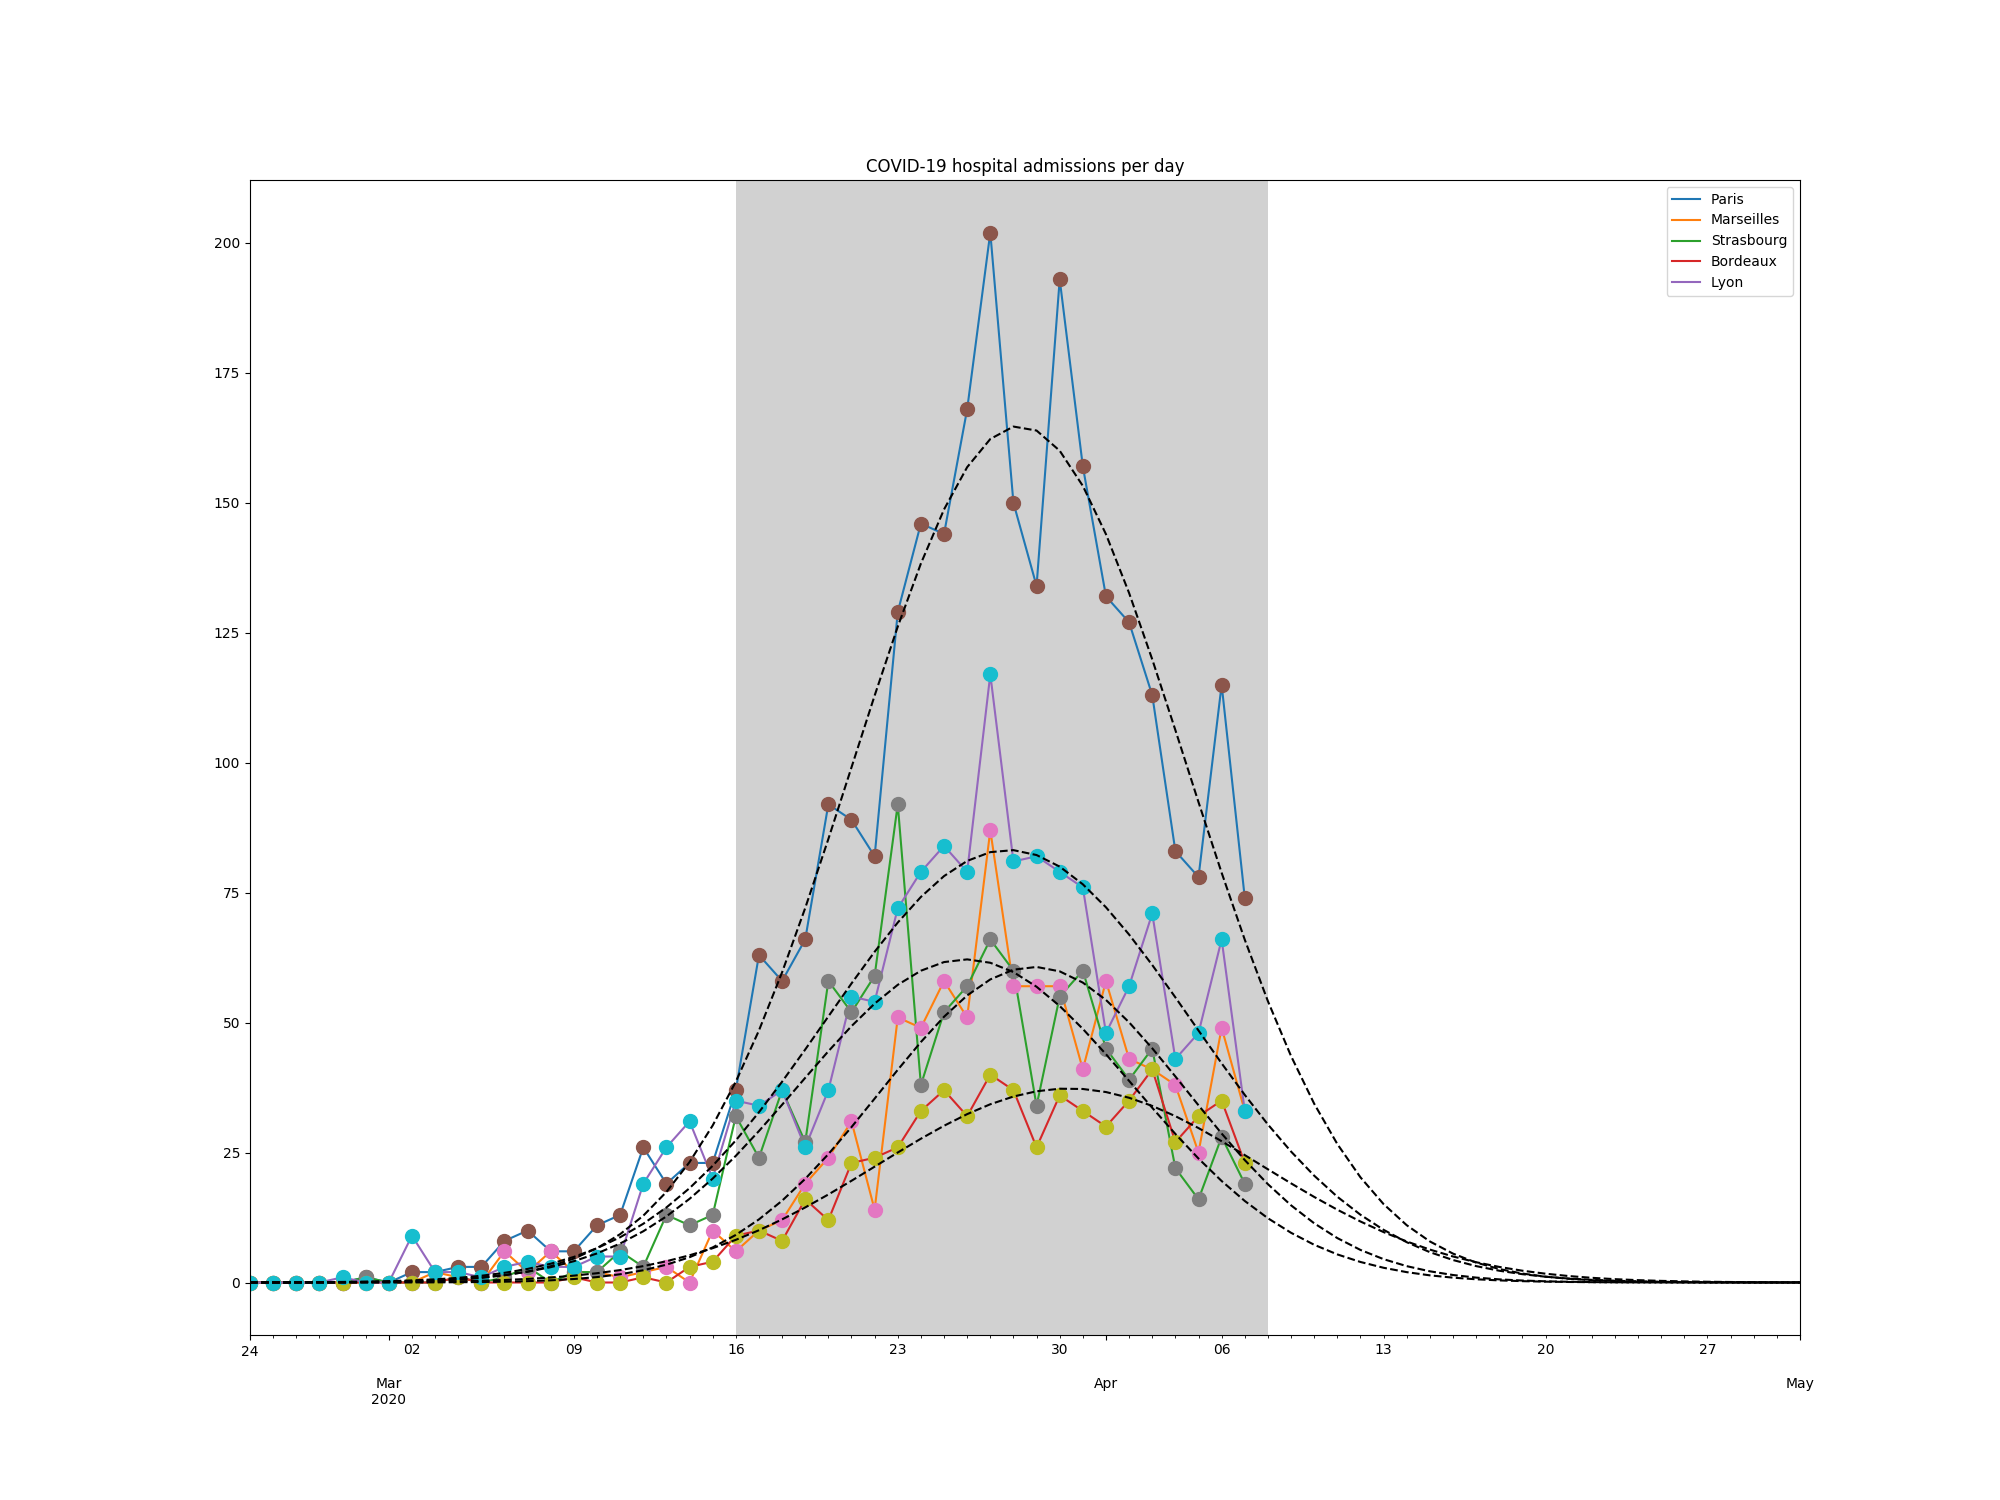 COVID-19 hospital admissions per day
Paris
Marseilles
Strasbourg
Bordeaux
Lyon
200
175
150
125
100
75
50
25
0
24 02 09 16 23 30 06 13 20 27
Mar Apr May
2020